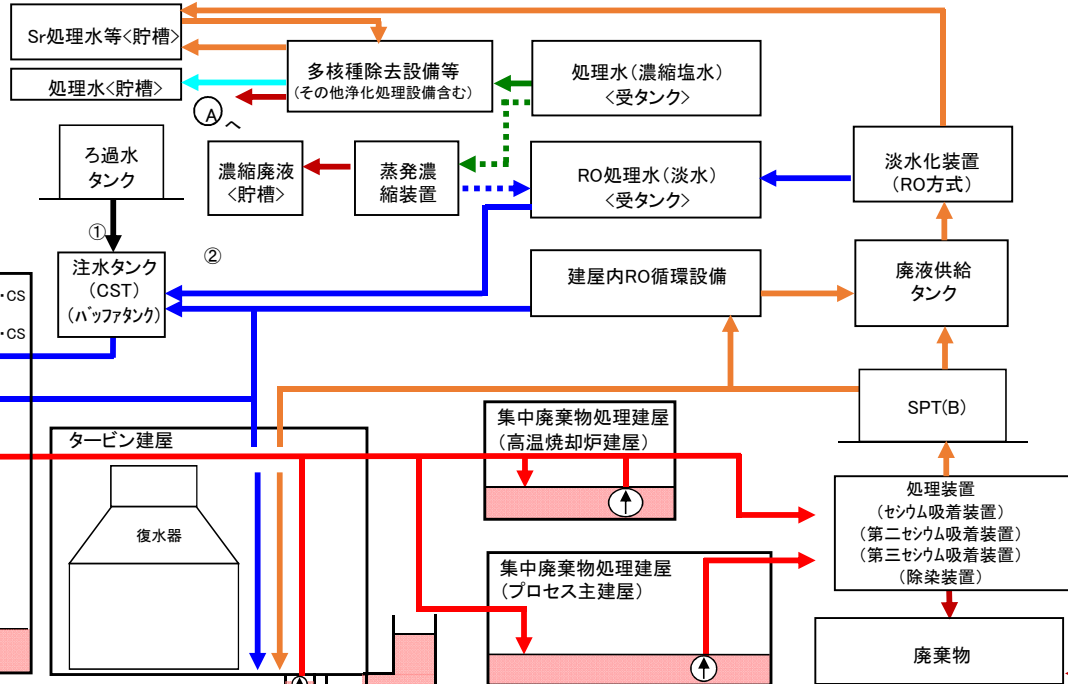 Sr処理水等<貯槽>
処理水<貯槽>
多核種除去設備等
(その他浄化処理設備含む)
Aへ
処理水(濃縮塩水)
<受タンク>
ろ過水
タンク
濃縮廃液
<貯槽>
蒸発濃
縮装置
RO処理水(淡水)
<受タンク>
淡水化装置
(RO方式)
①
②
注水タンク
(CST)
(バッファタンク)
・CS
・CS
建屋内RO循環設備
廃液供給
タンク
SPT(B)
タービン建屋
復水器
集中廃棄物処理建屋
(高温焼却炉建屋)
集中廃棄物処理建屋
(プロセス主建屋)
処理装置
(セシウム吸着装置)
(第二セシウム吸着装置)
(第三セシウム吸着装置)
(除染装置)
廃棄物